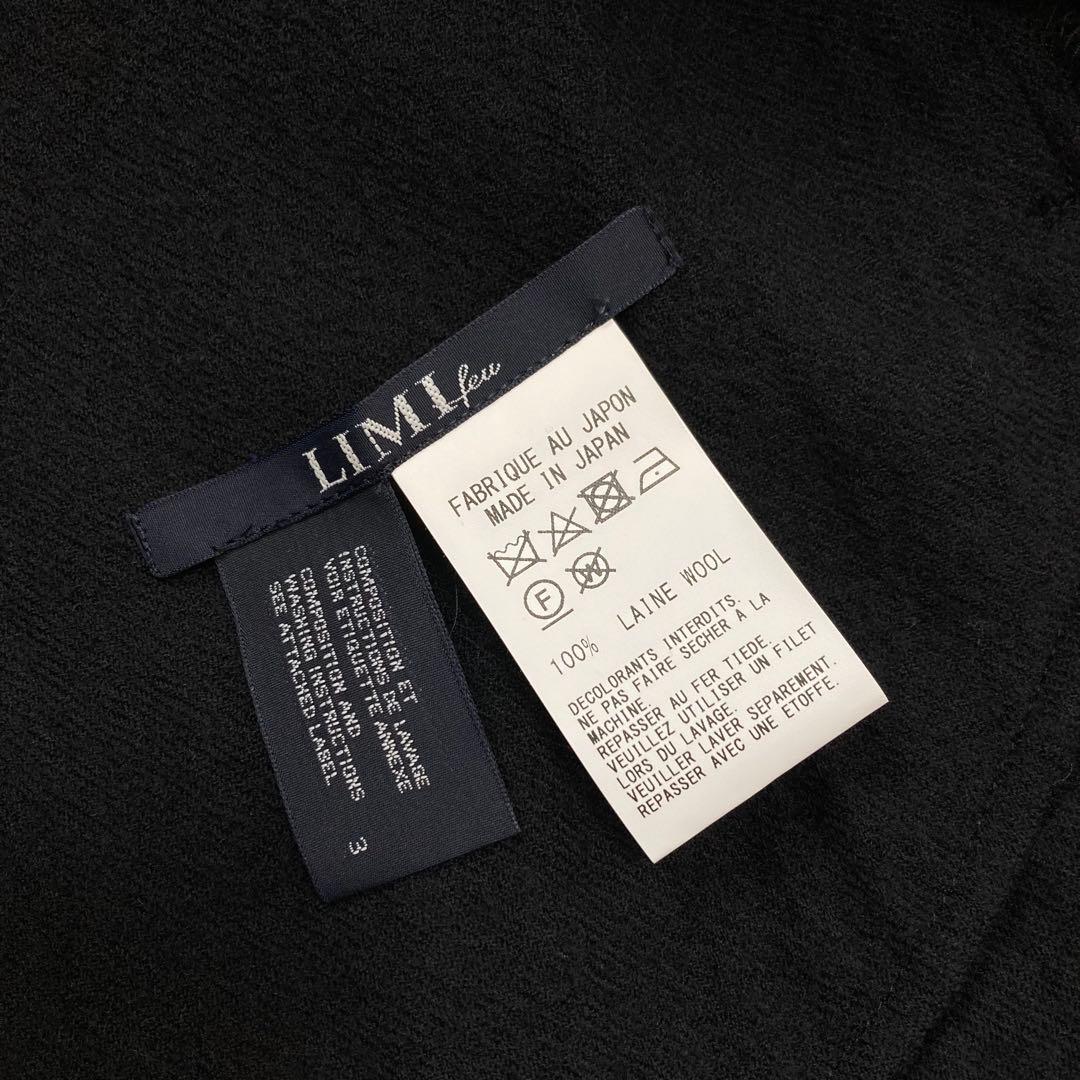 LIMI feu
COMPOSITION ET LAVAGE
INSTRUCTIONS DE
VOIR ETIQUETTE ANNEXE
COMPOSITION AND
WASHING INSTRUCTIONS
SE ATTACHED LABEL
3
FABRIQUE AU JAPON
MADE IN JAPAN
F
W
100% LAINE WOOL
DECOLORANTS INTERDITS.
NE PAS FAIRE SECHER A LA
MACHINE.
REPASSER AU FER TIEDE.
VEUILLEZ UTILISER UN FILET
LORS DU LAVAGE.
VEUILLER LAVER SEPAREMENT.
REPASSER AVEC UNE ETOFFE.